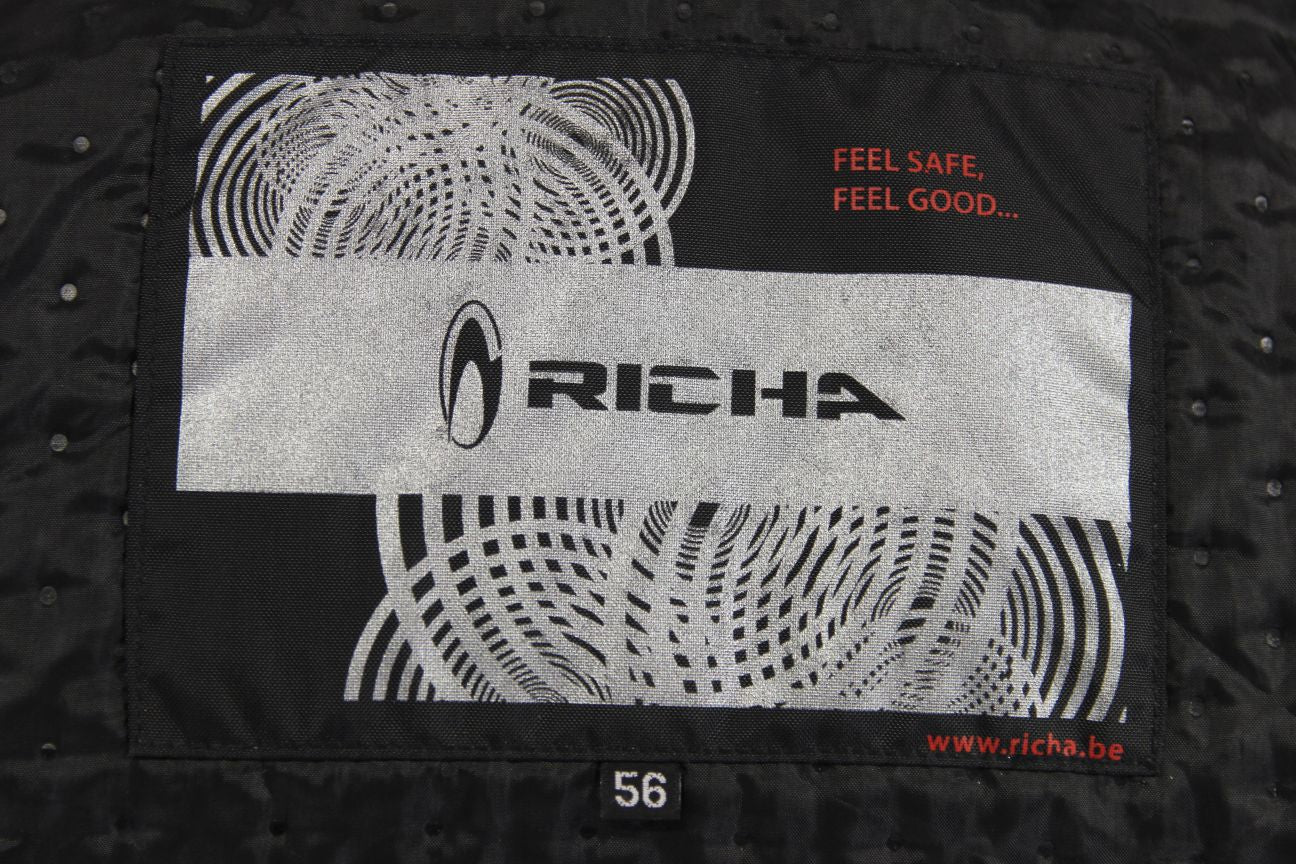 FEEL SAFE,
FEEL GOOD...
RICHA
www.richa.be
56